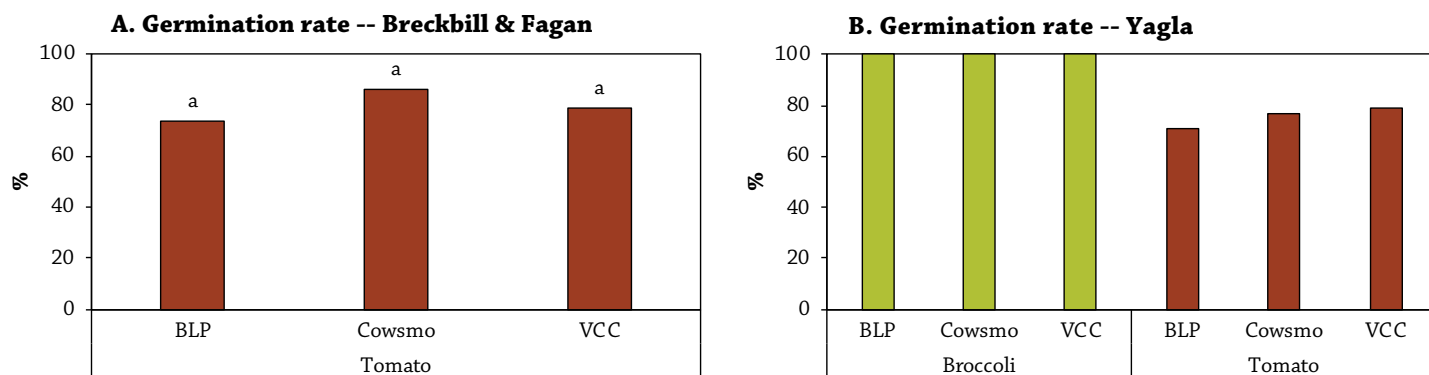 A. Germination rate -- Breckbill & Fagan
100
80
60
40
20
0
%
a
a
a
BLP Cowsmo VCC
Tomato
B. Germination rate -- Yagla
100
80
60
40
20
0
%
BLP Cowsmo VCC BLP Cowsmo VCC
Broccoli Tomato